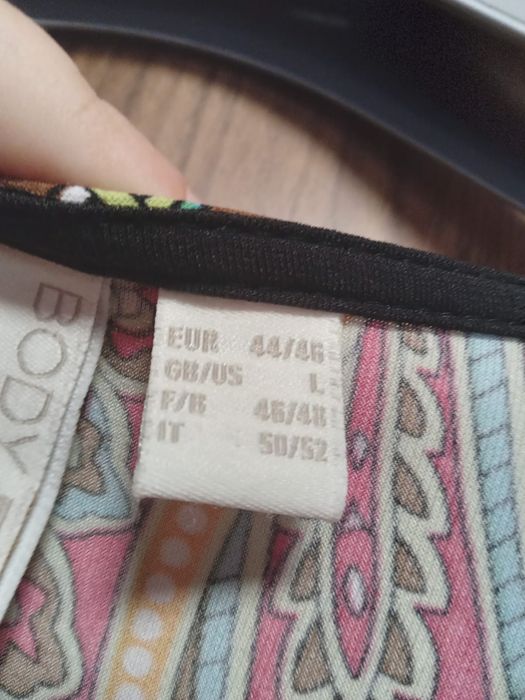 BODY
EUR 44/46
GB/US L
F/B 46/48
IT 50/52